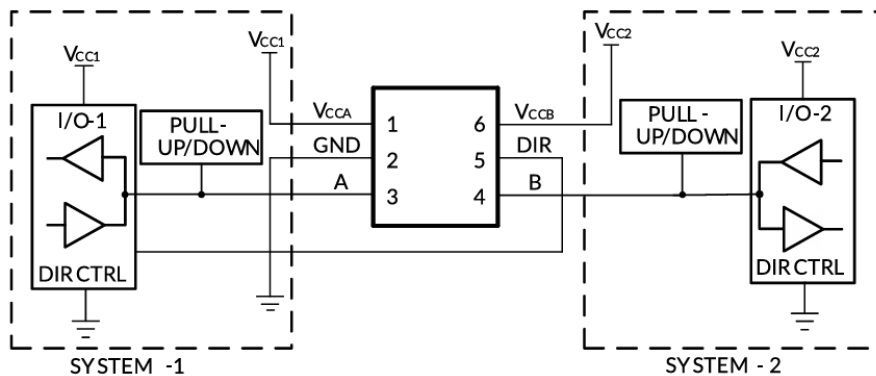 VCC1
VCC1
I/O-1
PULL-
UP/DOWN
DIR CTRL
SYSTEM -1
VCCA
GND
A
1
2
3
6
5
4
VCCB
DIR
B
VCC2
VCC2
PULL-
UP/DOWN
I/O-2
DIR CTRL
SYSTEM - 2